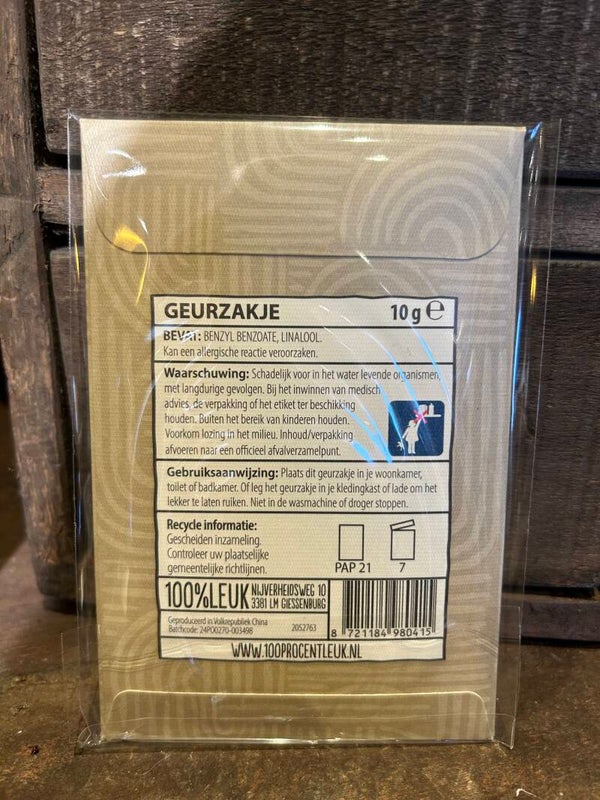 GEURZAKJE 10 g ℮
BEVAT: BENZYL BENZOATE, LINALOOL.
Kan een allergische reactie veroorzaken.
Waarschuwing: Schadelijk voor in het water levende organismen,
met langdurige gevolgen. Bij het inwinnen van medisch
advies, de verpakking of het etiket ter beschikking
houden. Buiten het bereik van kinderen houden.
Voorkom lozing in het milieu. Inhoud/verpakking
afvoeren naar een officieel afvalverzamelpunt.
Gebruiksaanwijzing: Plaats dit geurzakje in je woonkamer,
toilet of badkamer. Of leg het geurzakje in je kledingkast of lade om het
lekker te laten ruiken. Niet in de wasmachine of droger stoppen.
Recycle informatie:
Gescheiden inzameling.
Controleer uw plaatselijke
gemeentelijke richtlijnen.
PAP 21 7
100%LEUK NIJVERHEIDSWEG 10
3381 LM GIESSENBURG
Geproduceerd in Volksrepubliek China
Batchcode: 24PO0270-003498 2052763
8 721184 980415
WWW.100PROCENTLEUK.NL